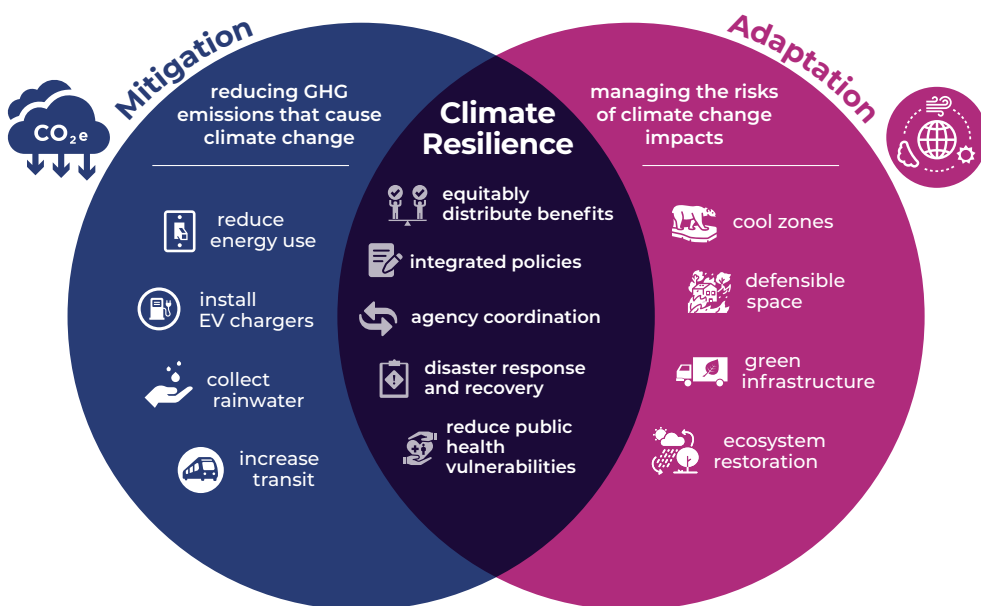 Mitigation
CO2e
reducing GHG
emissions that cause
climate change
reduce
energy use
install
EV chargers
collect
rainwater
increase
transit
Climate
Resilience
equitably
distribute benefits
integrated policies
agency coordination
disaster response
and recovery
reduce public
health
vulnerabilities
Adaptation
managing the risks
of climate change
impacts
cool zones
defensible
space
green
infrastructure
ecosystem
restoration